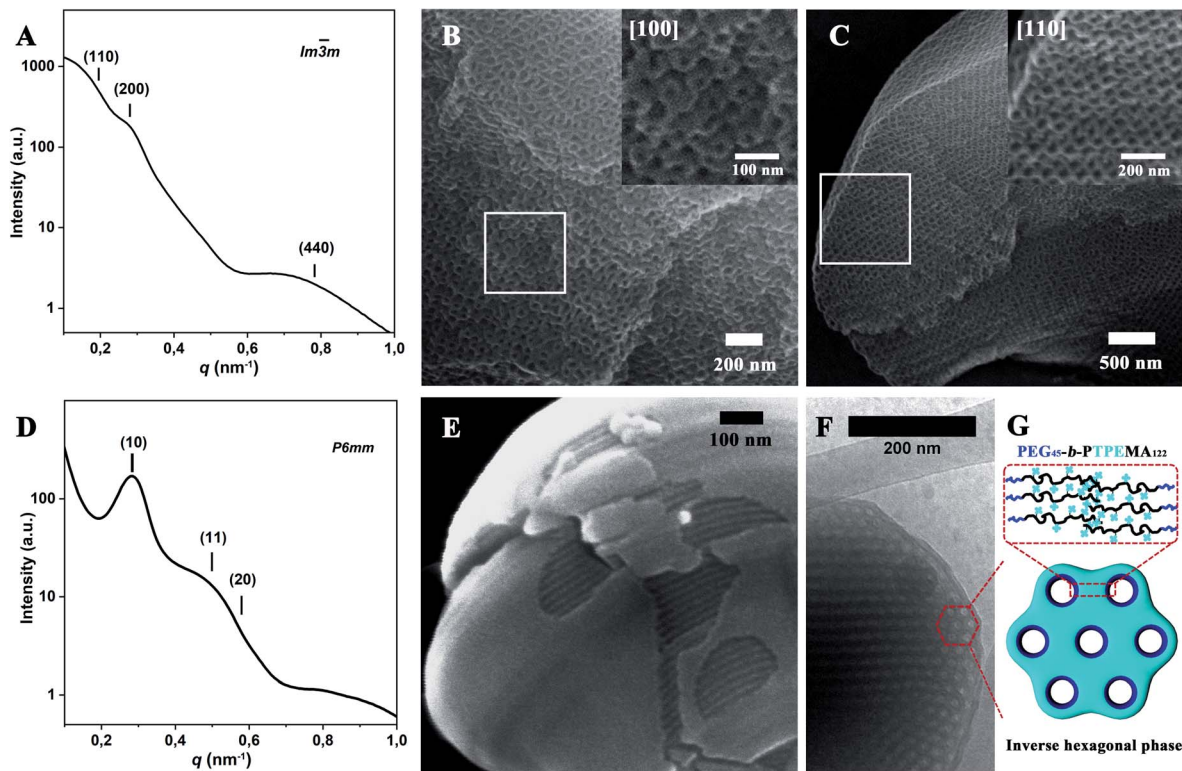 A
Im3̄m
(110)
(200)
(440)
1000
100
10
1
Intensity (a.u.)
0,2 0,4 0,6 0,8 1,0
q (nm⁻¹)
B
[100]
100 nm
200 nm
C
[110]
200 nm
500 nm
D
P6mm
(10)
(11)
(20)
100
10
1
Intensity (a.u.)
0,2 0,4 0,6 0,8 1,0
q (nm⁻¹)
E
100 nm
F
200 nm
G
PEG₄₅-b-PTPEMA₁₂₂
Inverse hexagonal phase